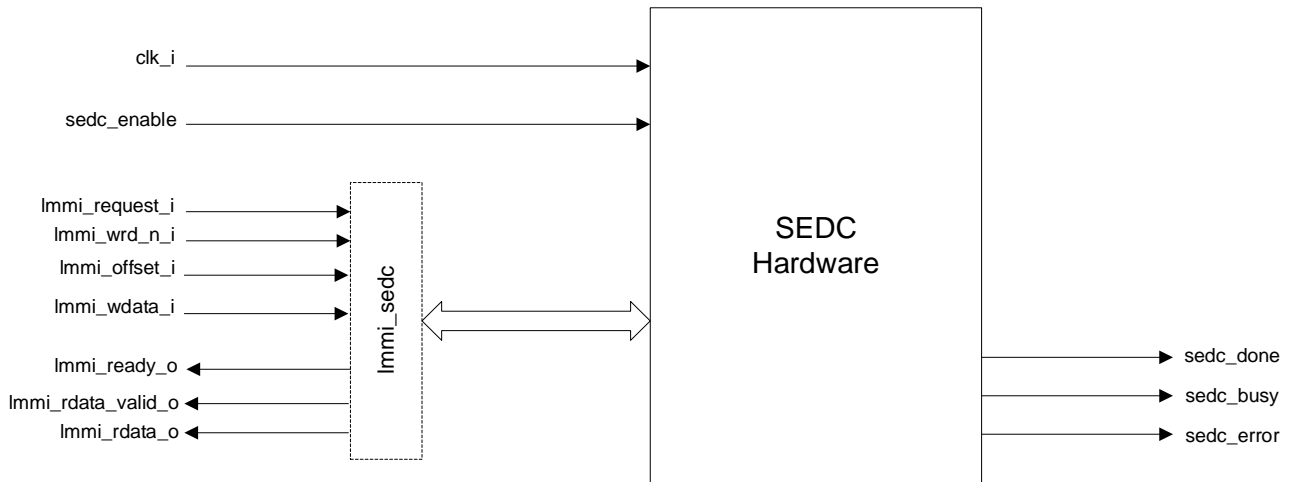 clk_i
sedc_enable
lmmi_request_i
lmmi_wrd_n_i
lmmi_offset_i
lmmi_wdata_i
lmmi_ready_o
lmmi_rdata_valid_o
lmmi_rdata_o
lmmi_sedc
SEDC
Hardware
sedc_done
sedc_busy
sedc_error